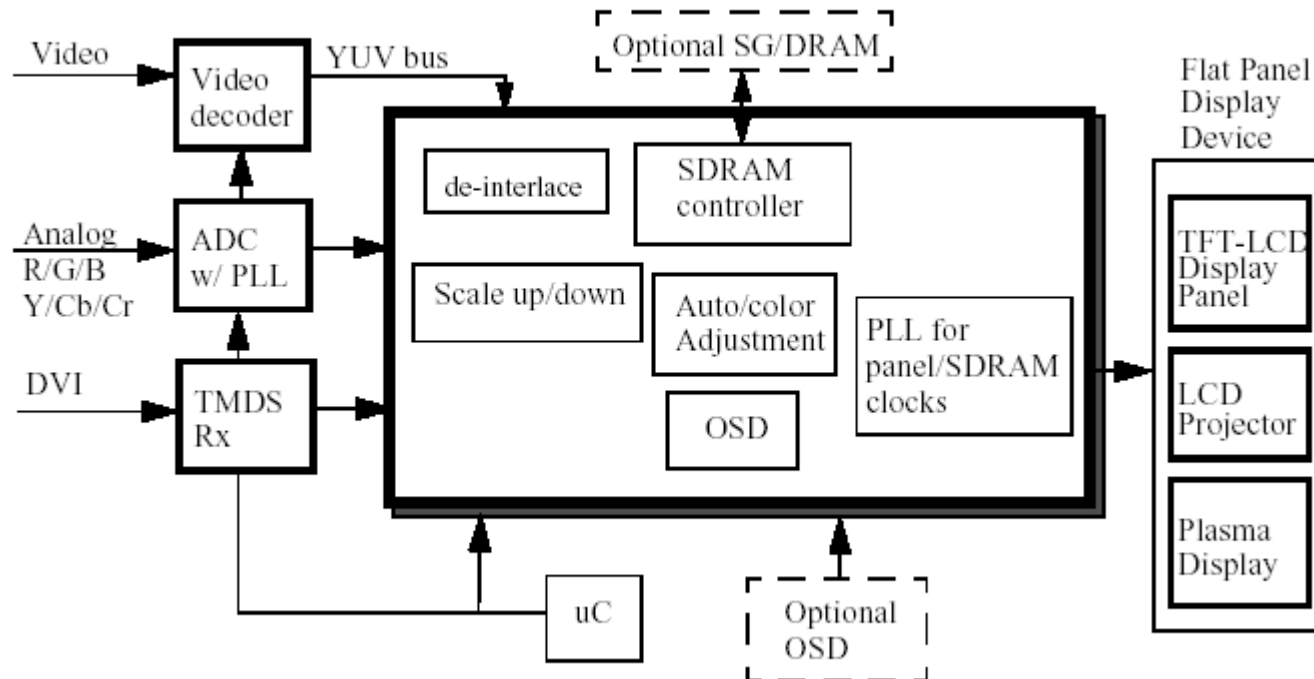 Video
Video
decoder
YUV bus
Optional SG/DRAM
Flat Panel
Display
Device
de-interlace
SDRAM
controller
Analog
R/G/B
Y/Cb/Cr
ADC
w/ PLL
Scale up/down
Auto/color
Adjustment
PLL for
panel/SDRAM
clocks
TFT-LCD
Display
Panel
DVI
TMDS
Rx
OSD
LCD
Projector
Plasma
Display
uC
Optional
OSD